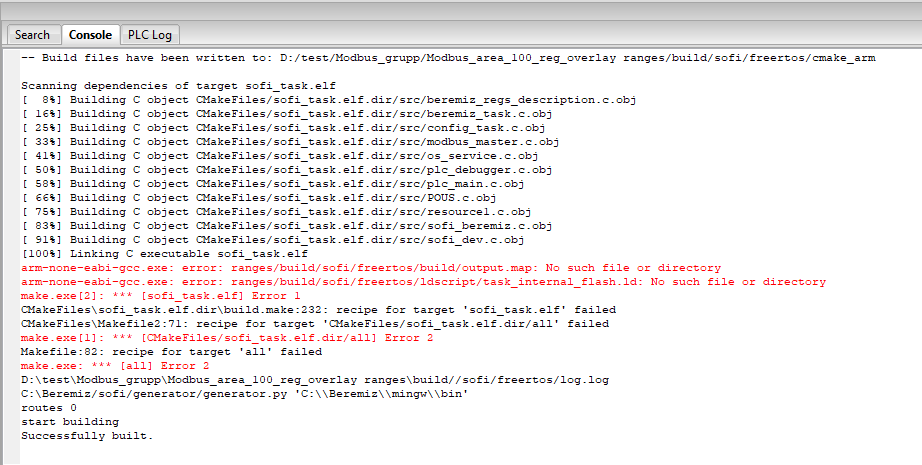 Search Console PLC Log
-- Build files have been written to: D:/test/Modbus_grupp/Modbus_area_100_reg_overlay ranges/build/sofi/freertos/cmake_arm
Scanning dependencies of target sofi_task.elf
[  8%] Building C object CMakeFiles/sofi_task.elf.dir/src/beremiz_regs_description.c.obj
[ 16%] Building C object CMakeFiles/sofi_task.elf.dir/src/beremiz_task.c.obj
[ 25%] Building C object CMakeFiles/sofi_task.elf.dir/src/config_task.c.obj
[ 33%] Building C object CMakeFiles/sofi_task.elf.dir/src/modbus_master.c.obj
[ 41%] Building C object CMakeFiles/sofi_task.elf.dir/src/os_service.c.obj
[ 50%] Building C object CMakeFiles/sofi_task.elf.dir/src/plc_debugger.c.obj
[ 58%] Building C object CMakeFiles/sofi_task.elf.dir/src/plc_main.c.obj
[ 66%] Building C object CMakeFiles/sofi_task.elf.dir/src/POUS.c.obj
[ 75%] Building C object CMakeFiles/sofi_task.elf.dir/src/resource1.c.obj
[ 83%] Building C object CMakeFiles/sofi_task.elf.dir/src/sofi_beremiz.c.obj
[ 91%] Building C object CMakeFiles/sofi_task.elf.dir/src/sofi_dev.c.obj
[100%] Linking C executable sofi_task.elf
arm-none-eabi-gcc.exe: error: ranges/build/sofi/freertos/build/output.map: No such file or directory
arm-none-eabi-gcc.exe: error: ranges/build/sofi/freertos/ldscript/task_internal_flash.ld: No such file or directory
make.exe[2]: *** [sofi_task.elf] Error 1
CMakeFiles\sofi_task.elf.dir\build.make:232: recipe for target 'sofi_task.elf' failed
CMakeFiles\Makefile2:71: recipe for target 'CMakeFiles/sofi_task.elf.dir/all' failed
make.exe[1]: *** [CMakeFiles/sofi_task.elf.dir/all] Error 2
Makefile:82: recipe for target 'all' failed
make.exe: *** [all] Error 2
D:\test\Modbus_grupp\Modbus_area_100_reg_overlay ranges\build//sofi/freertos/log.log
C:\Beremiz/sofi/generator/generator.py 'C:\\Beremiz\\mingw\\bin'
routes 0
start building
Successfully built.